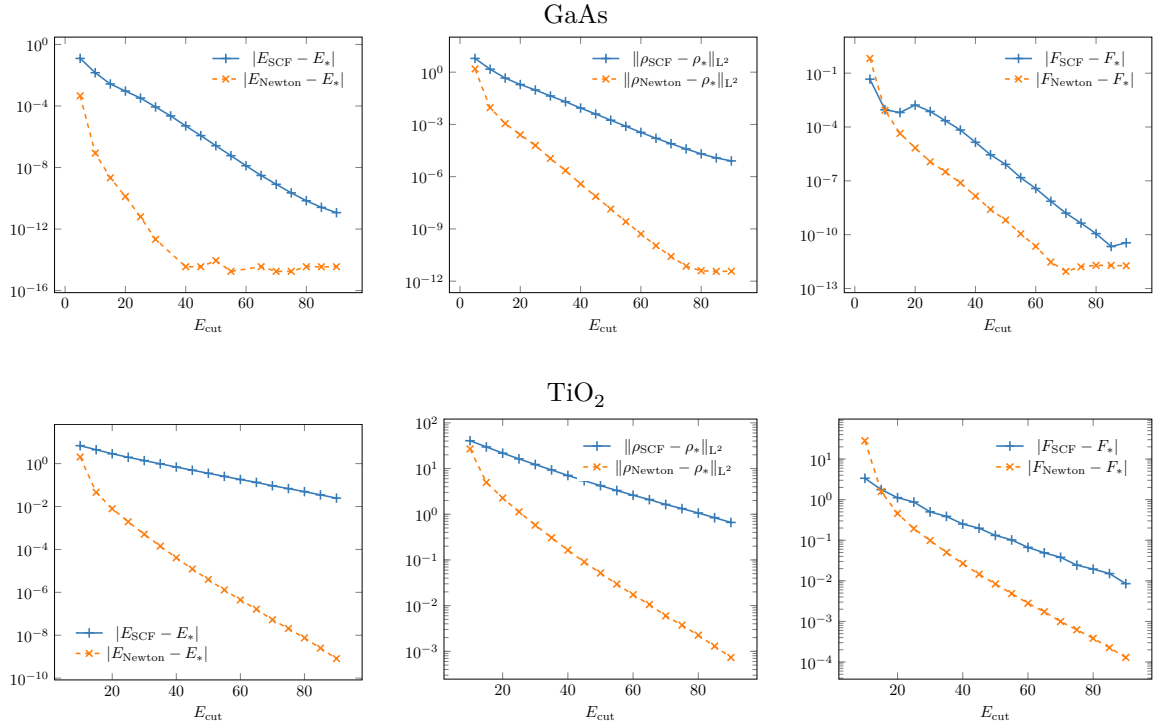 GaAs
|E_SCF − E_*|
|E_Newton − E_*|
10^0
10^−4
10^−8
10^−12
10^−16
0 20 40 60 80
E_cut
‖ρ_SCF − ρ_*‖_L²
‖ρ_Newton − ρ_*‖_L²
10^0
10^−3
10^−6
10^−9
10^−12
0 20 40 60 80
E_cut
|F_SCF − F_*|
|F_Newton − F_*|
10^−1
10^−4
10^−7
10^−10
10^−13
0 20 40 60 80
E_cut
TiO₂
10^0
10^−2
10^−4
10^−6
10^−8
10^−10
|E_SCF − E_*|
|E_Newton − E_*|
20 40 60 80
E_cut
‖ρ_SCF − ρ_*‖_L²
‖ρ_Newton − ρ_*‖_L²
10^2
10^1
10^0
10^−1
10^−2
10^−3
20 40 60 80
E_cut
|F_SCF − F_*|
|F_Newton − F_*|
10^1
10^0
10^−1
10^−2
10^−3
10^−4
20 40 60 80
E_cut